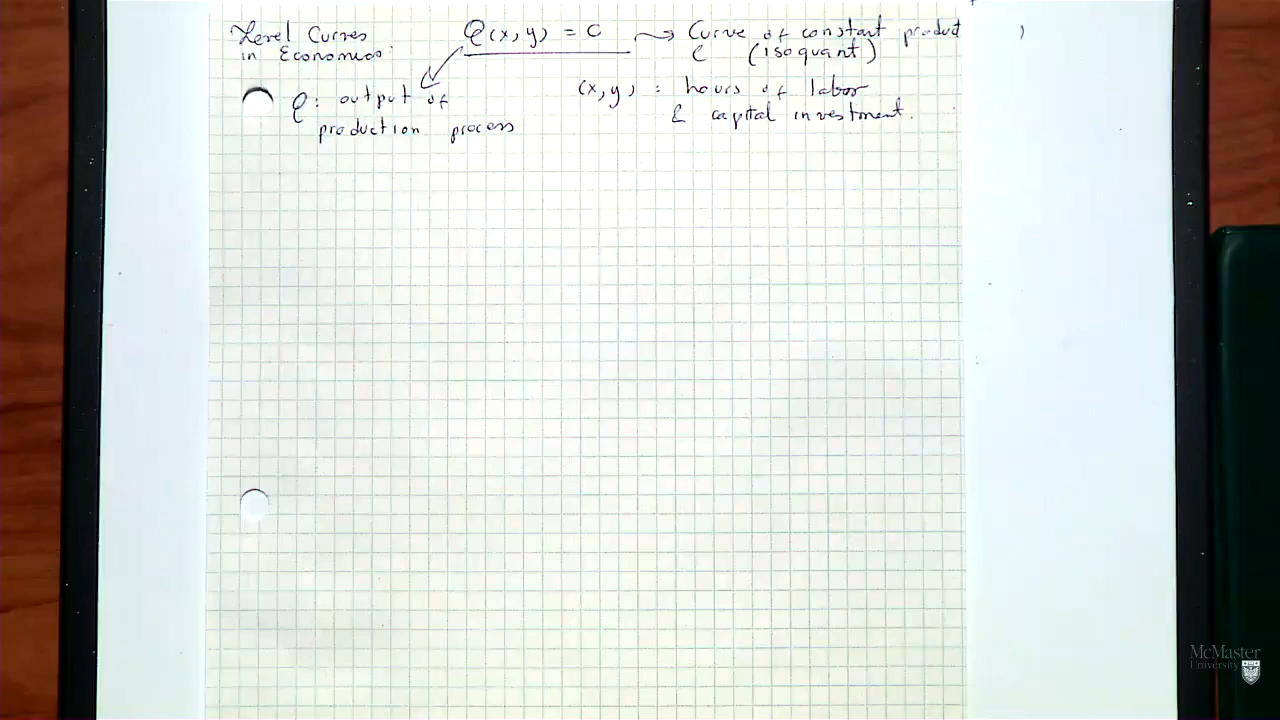 Level Curves
in Economics:
Q(x,y) = C → Curve of constant product
C (isoquant)
Q: output of
production process
(x,y) : hours of labor
& capital investment.
McMaster
University